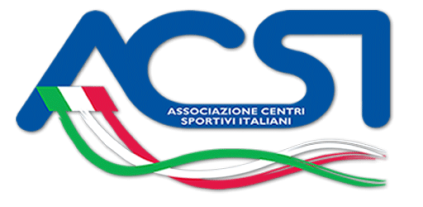 ACSI
ASSOCIAZIONE CENTRI
SPORTIVI ITALIANI